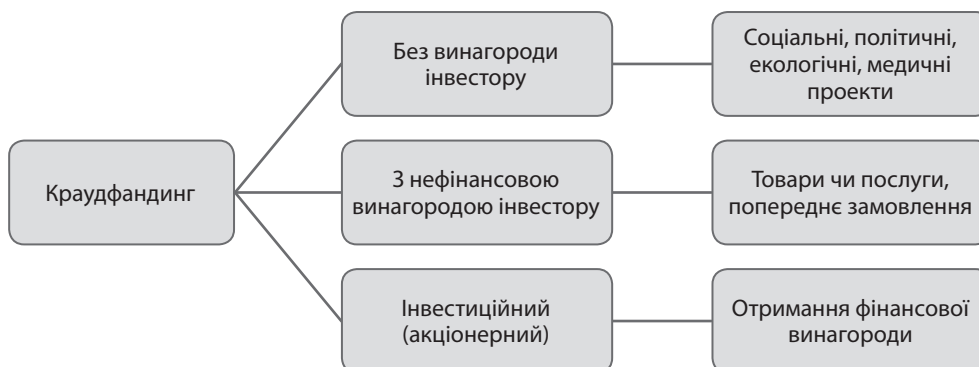 Краудфандинг
Без винагороди
інвестору
Соціальні, політичні,
екологічні, медичні
проекти
З нефінансовою
винагородою інвестору
Товари чи послуги,
попереднє замовлення
Інвестиційний
(акціонерний)
Отримання фінансової
винагороди